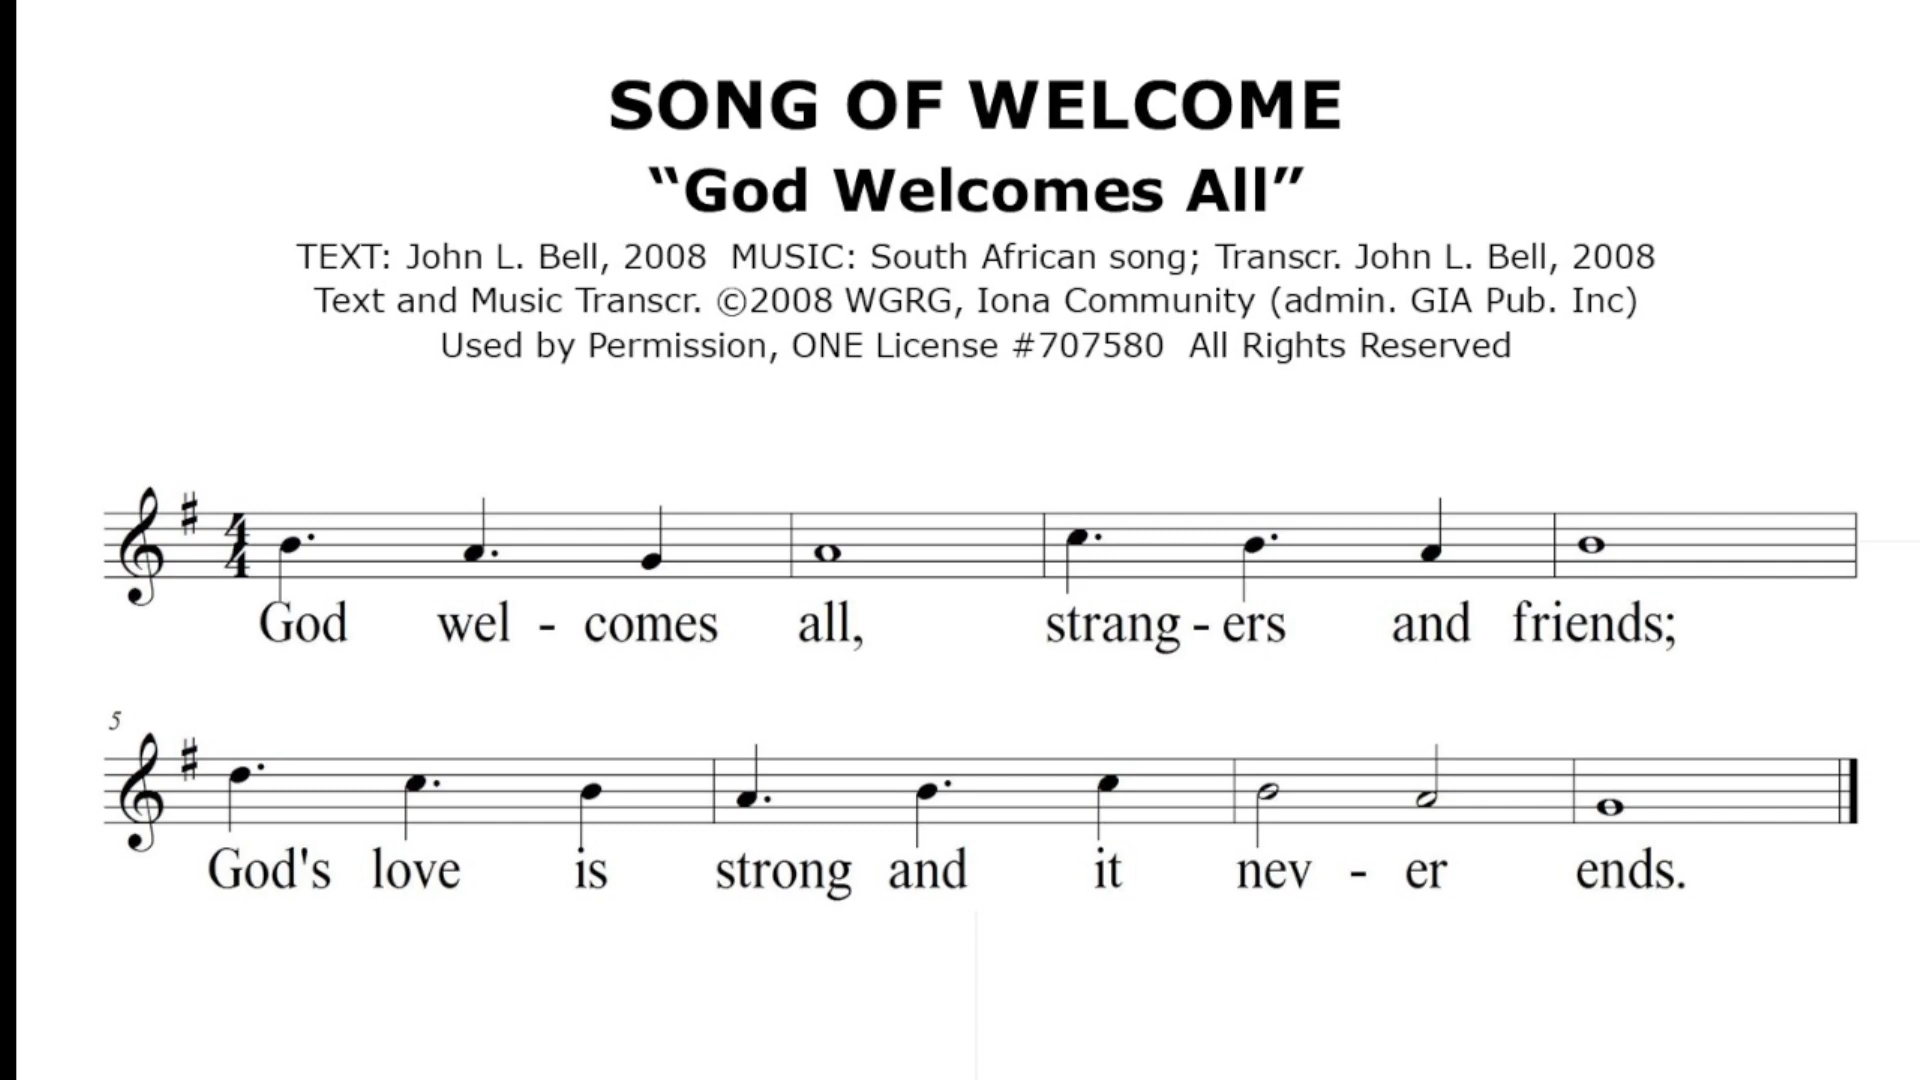 SONG OF WELCOME
“God Welcomes All”
TEXT: John L. Bell, 2008  MUSIC: South African song; Transcr. John L. Bell, 2008
Text and Music Transcr. ©2008 WGRG, Iona Community (admin. GIA Pub. Inc)
Used by Permission, ONE License #707580  All Rights Reserved
4
4
God wel - comes all, strang - ers and friends;
5
God's love is strong and it nev - er ends.